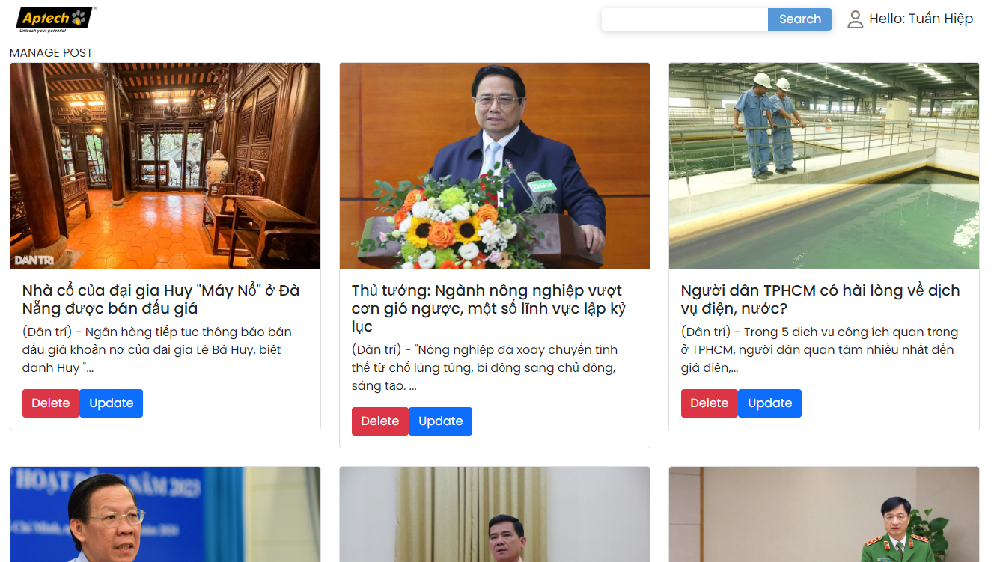 Aptech
Unleash your potential
Search
Hello: Tuấn Hiệp
MANAGE POST
DAN TRI
Nhà cổ của đại gia Huy "Máy Nổ" ở Đà
Nẵng được bán đấu giá
(Dân trí) - Ngân hàng tiếp tục thông báo bán
đấu giá khoản nợ của đại gia Lê Bá Huy, biệt
danh Huy "...
Delete
Update
Thủ tướng: Ngành nông nghiệp vượt
cơn gió ngược, một số lĩnh vực lập kỷ
lục
(Dân trí) - "Nông nghiệp đã xoay chuyển tình
thế từ chỗ lúng túng, bị động sang chủ động,
sáng tạo. ...
Delete
Update
Người dân TPHCM có hài lòng về dịch
vụ điện, nước?
(Dân trí) - Trong 5 dịch vụ công ích quan trọng
ở TPHCM, người dân quan tâm nhiều nhất đến
giá điện,...
Delete
Update
HOẠT ĐỘNG NĂM 2023